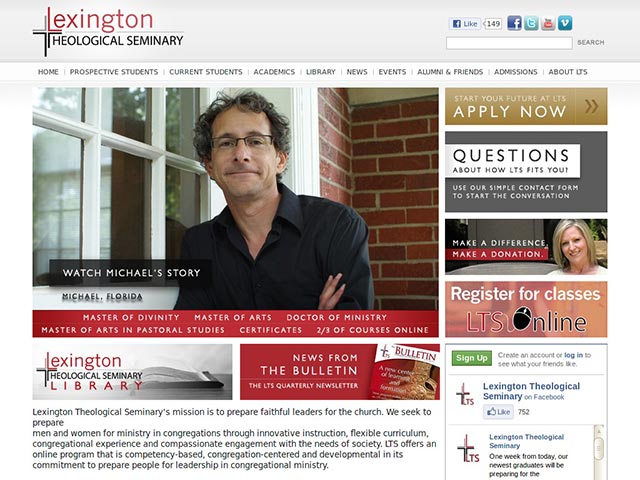 Lexington
THEOLOGICAL SEMINARY
Like 149
SEARCH
HOME PROSPECTIVE STUDENTS CURRENT STUDENTS ACADEMICS LIBRARY NEWS EVENTS ALUMNI & FRIENDS ADMISSIONS ABOUT LTS
START YOUR FUTURE AT LTS
APPLY NOW
QUESTIONS
ABOUT HOW LTS FITS YOU?
USE OUR SIMPLE CONTACT FORM
TO START THE CONVERSATION
WATCH MICHAEL'S STORY
MICHAEL, FLORIDA
MASTER OF DIVINITY MASTER OF ARTS DOCTOR OF MINISTRY
MASTER OF ARTS IN PASTORAL STUDIES CERTIFICATES 2/3 OF COURSES ONLINE
MAKE A DIFFERENCE.
MAKE A DONATION.
Register for classes
LTS Online
Lexington
THEOLOGICAL SEMINARY
LIBRARY
NEWS FROM
THE BULLETIN
THE LTS QUARTERLY NEWSLETTER
BULLETIN
A new center
of learning
and
formation
Sign Up Create an account or log in to
see what your friends like.
Lexington Theological
Seminary on Facebook
LTS
Like 752
Lexington Theological
Seminary
LTS
One week from today, our
newest graduates will be
preparing for the
Lexington Theological Seminary's mission is to prepare faithful leaders for the church. We seek to
prepare
men and women for ministry in congregations through innovative instruction, flexible curriculum,
congregational experience and compassionate engagement with the needs of society. LTS offers an
online program that is competency-based, congregation-centered and developmental in its
commitment to prepare people for leadership in congregational ministry.